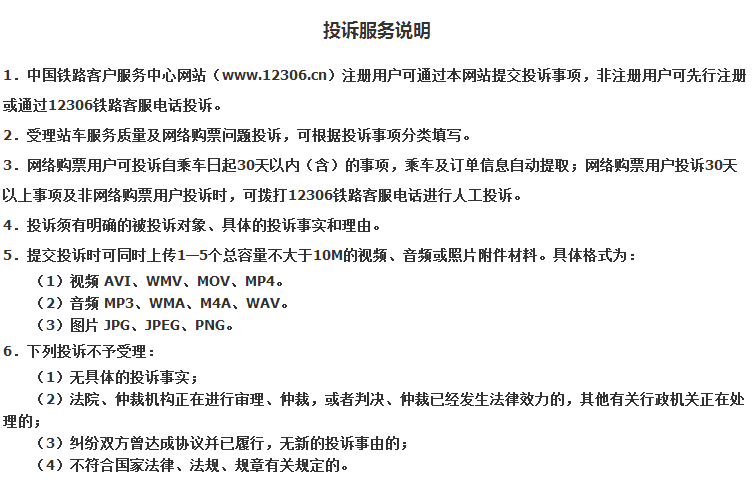 投诉服务说明
1．中国铁路客户服务中心网站（www.12306.cn）注册用户可通过本网站提交投诉事项，非注册用户可先行注册
或通过12306铁路客服电话投诉。
2．受理站车服务质量及网络购票问题投诉，可根据投诉事项分类填写。
3．网络购票用户可投诉自乘车日起30天以内（含）的事项，乘车及订单信息自动提取；网络购票用户投诉30天
以上事项及非网络购票用户投诉时，可拨打12306铁路客服电话进行人工投诉。
4．投诉须有明确的被投诉对象、具体的投诉事实和理由。
5．提交投诉时可同时上传1—5个总容量不大于10M的视频、音频或照片附件材料。具体格式为：
（1）视频 AVI、WMV、MOV、MP4。
（2）音频 MP3、WMA、M4A、WAV。
（3）图片 JPG、JPEG、PNG。
6．下列投诉不予受理：
（1）无具体的投诉事实；
（2）法院、仲裁机构正在进行审理、仲裁，或者判决、仲裁已经发生法律效力的，其他有关行政机关正在处
理的；
（3）纠纷双方曾达成协议并已履行，无新的投诉事由的；
（4）不符合国家法律、法规、规章有关规定的。